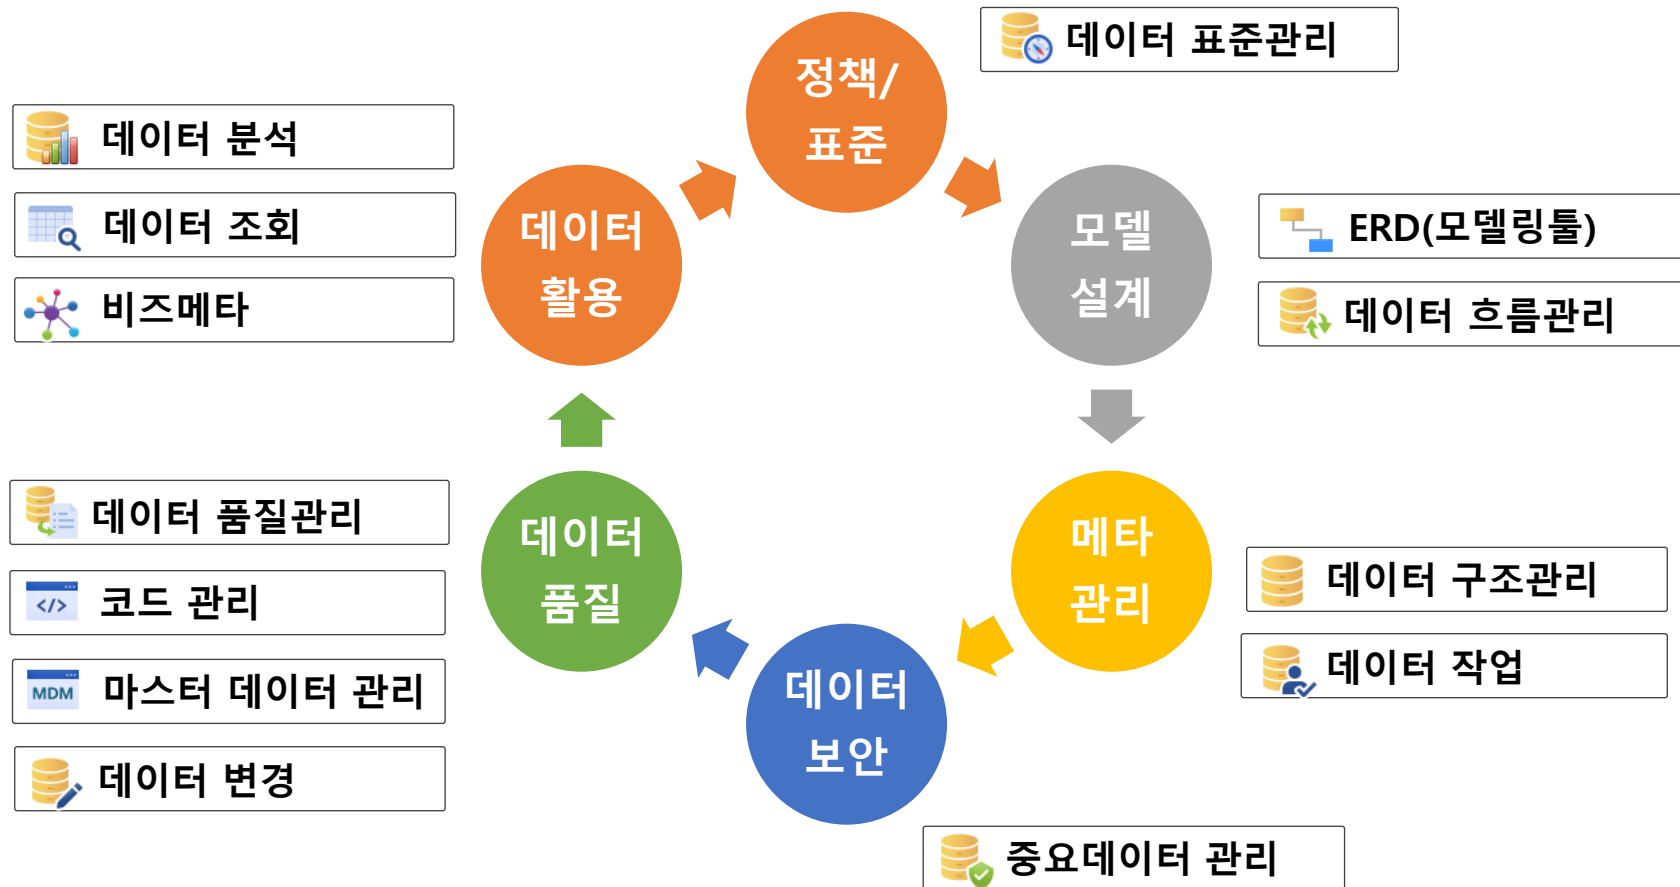 정책/
표준
데이터 표준관리
모델
설계
ERD(모델링툴)
데이터 흐름관리
메타
관리
데이터 구조관리
데이터 작업
데이터
보안
중요데이터 관리
데이터
품질
데이터 품질관리
</>
코드 관리
MDM
마스터 데이터 관리
데이터 변경
데이터
활용
데이터 분석
데이터 조회
비즈메타